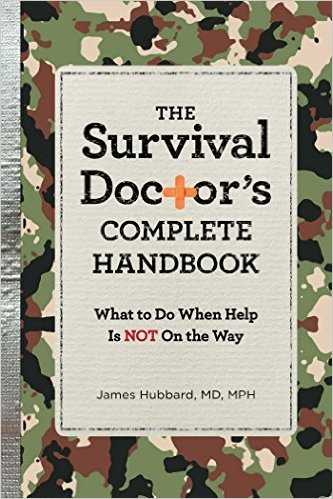 THE
Survival
Doctor's
COMPLETE
HANDBOOK
What to Do When Help
Is NOT On the Way
James Hubbard, MD, MPH